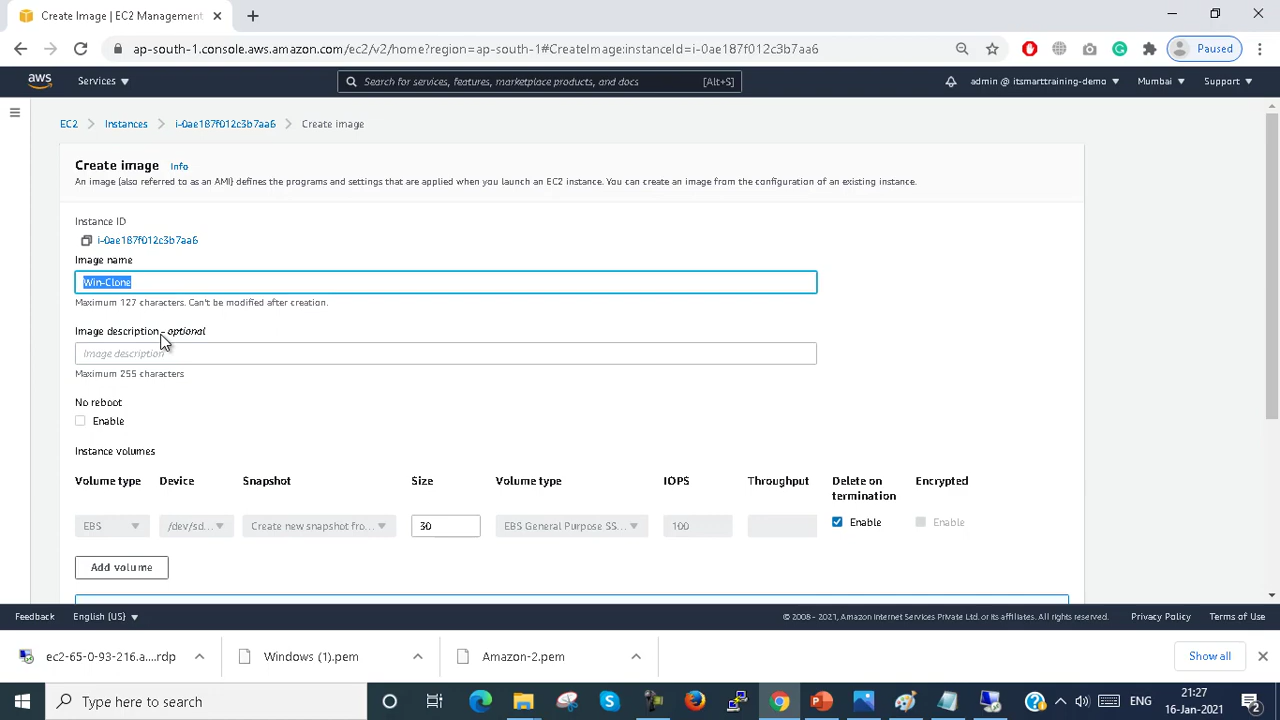 Create Image | EC2 Management
Paused
ap-south-1.console.aws.amazon.com/ec2/v2/home?region=ap-south-1#CreateImage:instanceId=i-0ae187f012c3b7aa6
aws
Services
Search for services, features, marketplace products, and docs
[Alt+S]
admin @ itsmarttraining-demo
Mumbai
Support
EC2
Instances
i-0ae187f012c3b7aa6
Create image
Create image
Info
An image (also referred to as an AMI) defines the programs and settings that are applied when you launch an EC2 instance. You can create an image from the configuration of an existing instance.
Instance ID
i-0ae187f012c3b7aa6
Image name
Win-Clone
Maximum 127 characters. Can't be modified after creation.
Image description - optional
Image description
Maximum 255 characters
No reboot
Enable
Instance volumes
Volume type
Device
Snapshot
Size
Volume type
IOPS
Throughput
Delete on
termination
Encrypted
EBS
/dev/sd...
Create new snapshot fro...
30
EBS General Purpose SS...
100
Enable
Enable
Add volume
Feedback
English (US)
© 2008 - 2021, Amazon Internet Services Private Ltd. or its affiliates. All rights reserved.
Privacy Policy
Terms of Use
ec2-65-0-93-216.a....rdp
Windows (1).pem
Amazon-2.pem
Show all
Type here to search
ENG
21:27
16-Jan-2021
2